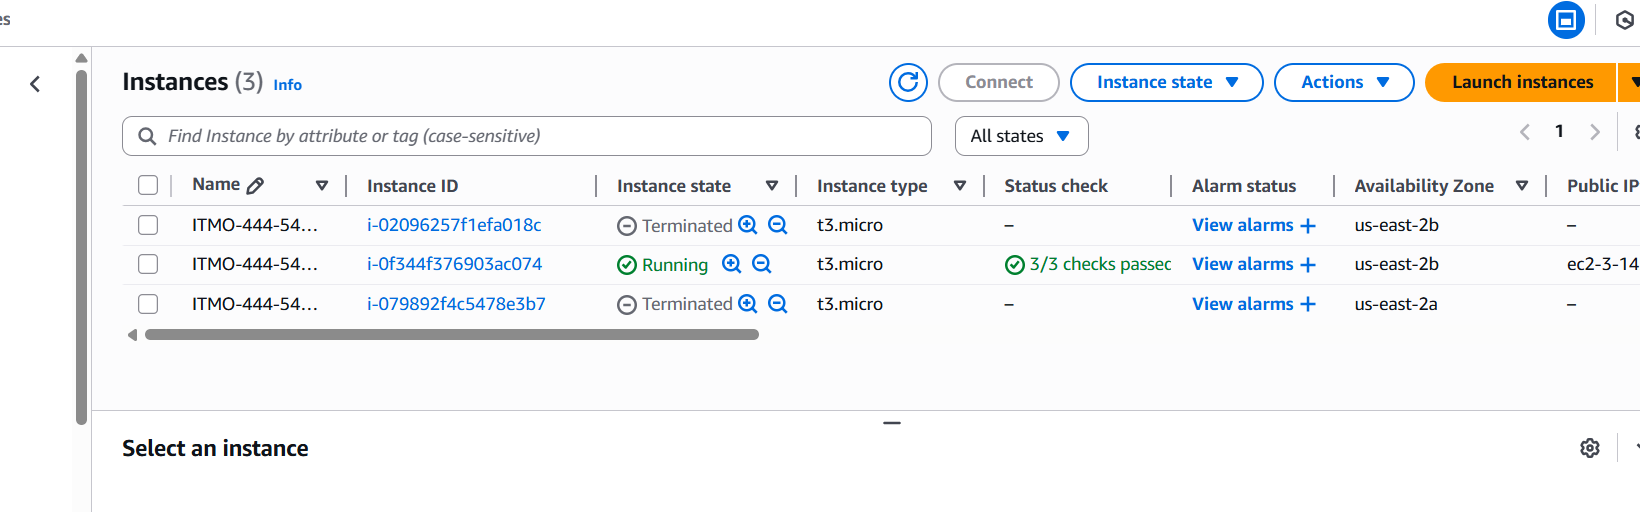 es
Instances (3) Info
Connect
Instance state
Actions
Launch instances
Find Instance by attribute or tag (case-sensitive)
All states
1
Name Instance ID Instance state Instance type Status check Alarm status Availability Zone Public IP
ITMO-444-54... i-02096257f1efa018c Terminated t3.micro – View alarms + us-east-2b –
ITMO-444-54... i-0f344f376903ac074 Running t3.micro 3/3 checks passed View alarms + us-east-2b ec2-3-14
ITMO-444-54... i-079892f4c5478e3b7 Terminated t3.micro – View alarms + us-east-2a –
Select an instance